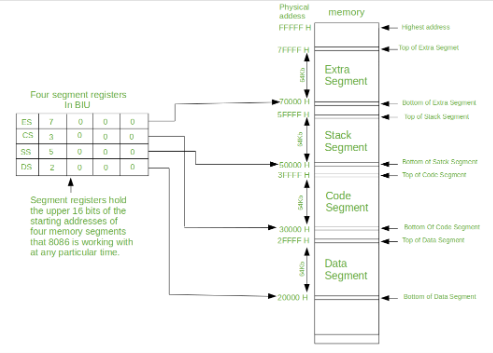 Physical
addess
memory
FFFFF H
Highest address
7FFFF H
Top of Extra Segmet
64Kb
Extra
Segment
Four segment registers
In BIU
70000 H
Bottom of Extra Segment
5FFFF H
Top of Stack Segment
ES 7 0 0 0
CS 3 0 0 0
SS 5 0 0 0
DS 2 0 0 0
64Kb
Stack
Segment
50000 H
Bottom of Satck Segment
3FFFF H
Top of Code Segment
Segment registers hold
the upper 16 bits of the
starting addresses of
four memory segments
that 8086 is working with
at any particular time.
64Kb
Code
Segment
30000 H
Bottom Of Code Segment
2FFFF H
Top of Data Segment
64Kb
Data
Segment
20000 H
Bottom of Data Segment